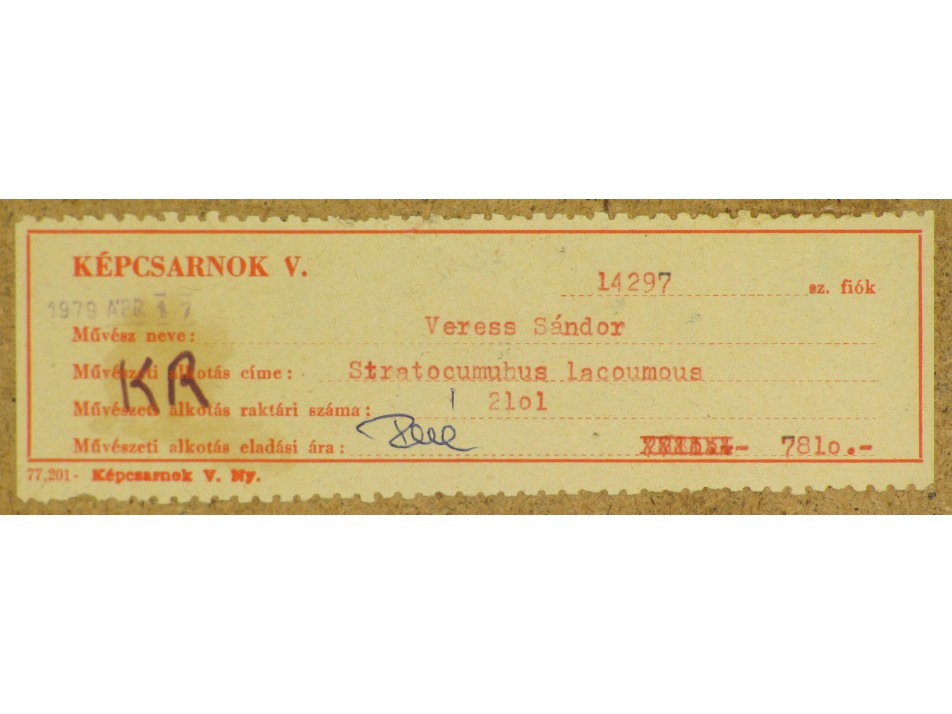 KÉPCSARNOK V.
14297 sz. fiók
1979 ÁPR 17
Művész neve: Veress Sándor
Művészeti alkotás címe: Stratocumuhus lacoumous
KR
Művészeti alkotás raktári száma: 2lol
Művészeti alkotás eladási ára: 781o.-
77,201- Képcsarnok V. Ny.